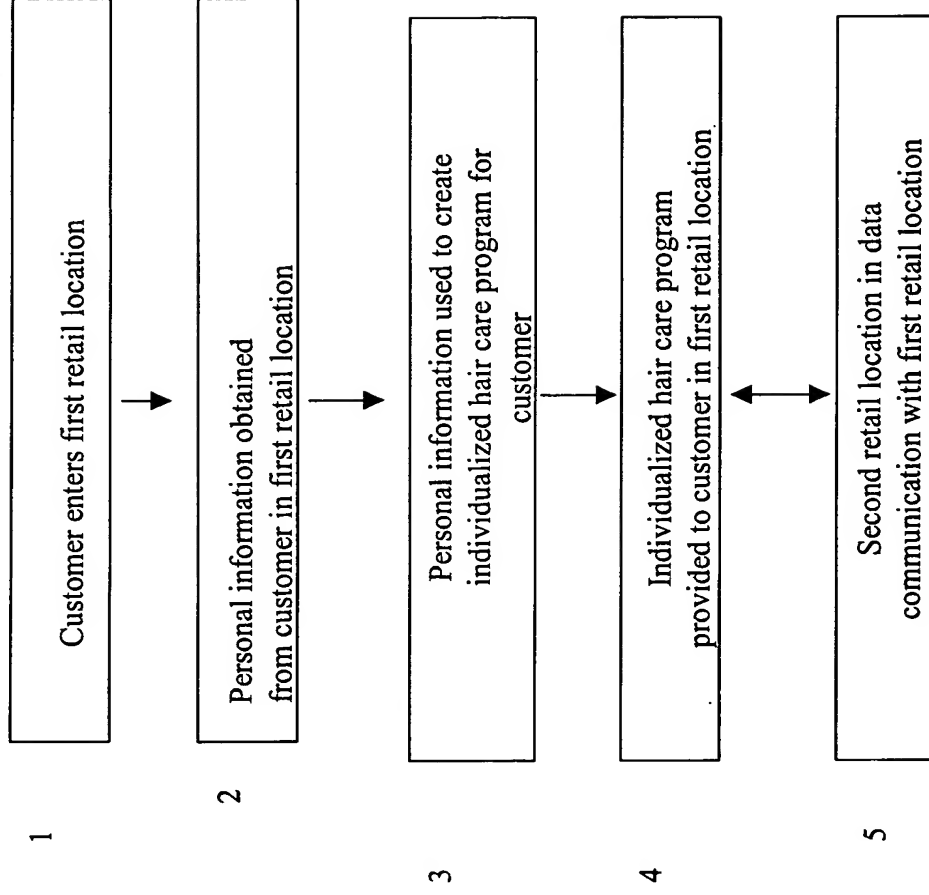 1
Customer enters first retail location
2
Personal information obtained
from customer in first retail location
3
Personal information used to create
individualized hair care program for
customer
4
Individualized hair care program
provided to customer in first retail location
5
Second retail location in data
communication with first retail location